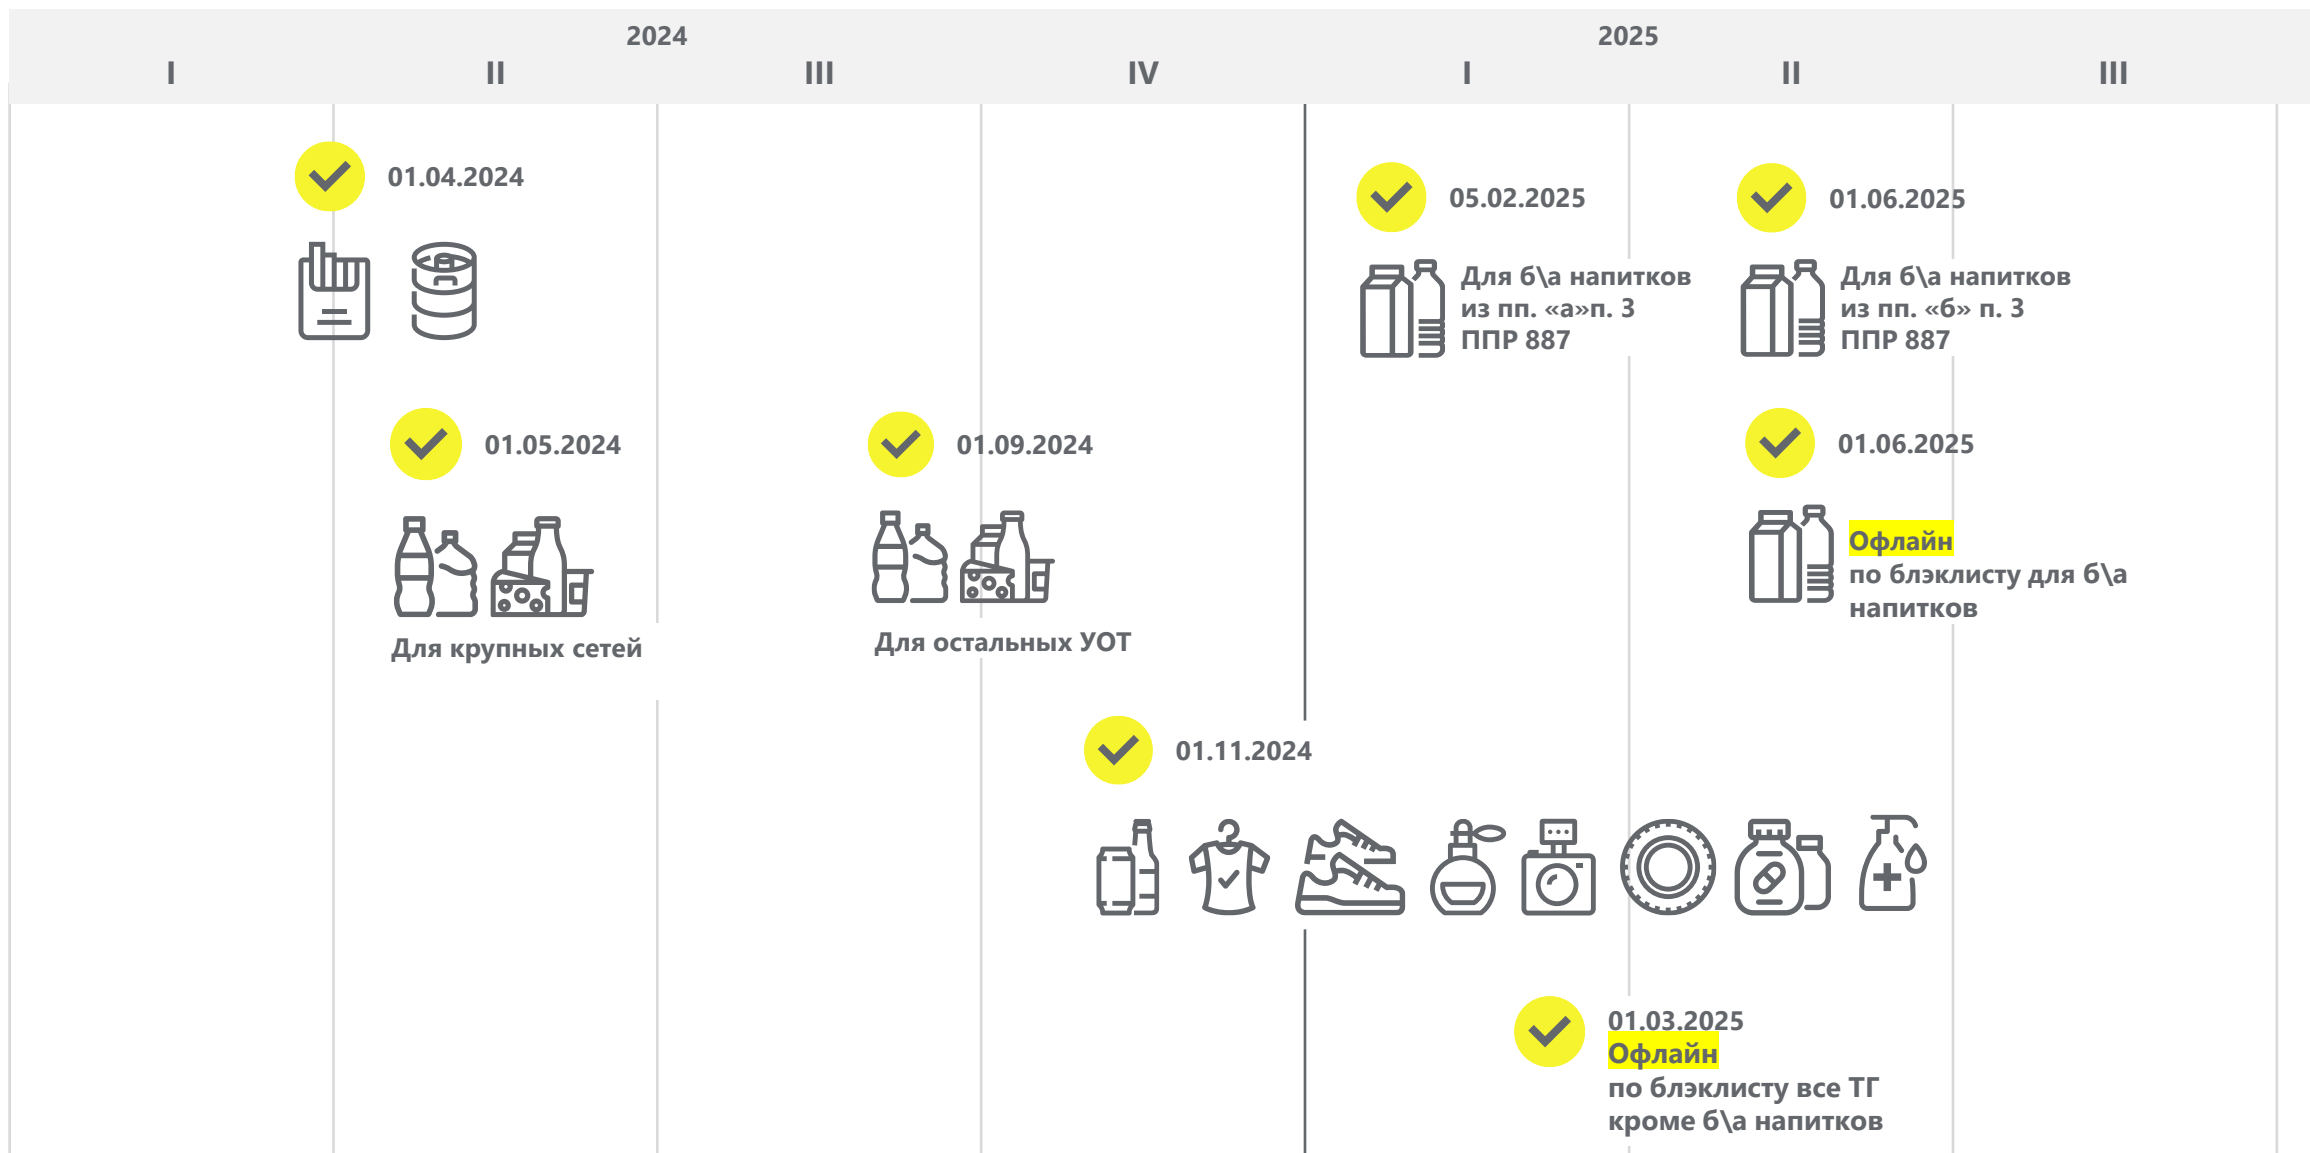 2024
2025
I
II
III
IV
I
II
III
01.04.2024
05.02.2025
Для б\а напитков
из пп. «а»п. 3
ППР 887
01.06.2025
Для б\а напитков
из пп. «б» п. 3
ППР 887
01.05.2024
Для крупных сетей
01.09.2024
Для остальных УОТ
01.06.2025
Офлайн
по блэклисту для б\а
напитков
01.11.2024
01.03.2025
Офлайн
по блэклисту все ТГ
кроме б\а напитков